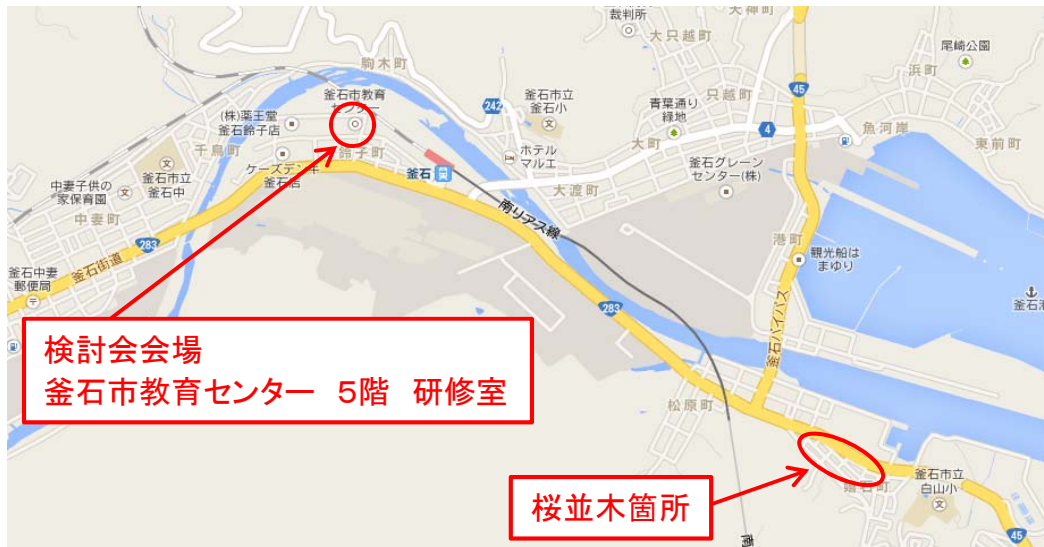 裁判所
天神町
大只越町
尾崎公園
浜町
駒木町
45
只越町
釜石市教育
センター
242
釜石市立
釜石小
青葉通り
緑地
(株)薬王堂
釜石鈴子店
4
魚河岸
千鳥町
鈴子町
大町
東前町
釜石市立
釜石中
ケーズデンキ
釜石店
釜石
ホテル
マルエ
釜石グレーン
センター(株)
中妻子供の
家保育園
大渡町
中妻町
南リアス線
港町
283
釜石街道
観光船は
まゆり
釜石中妻
郵便局
283
釜石バイパス
釜石港
検討会会場
釜石市教育センター 5階 研修室
松原町
桜並木箇所
嬉石町
釜石市立
白山小
南
45